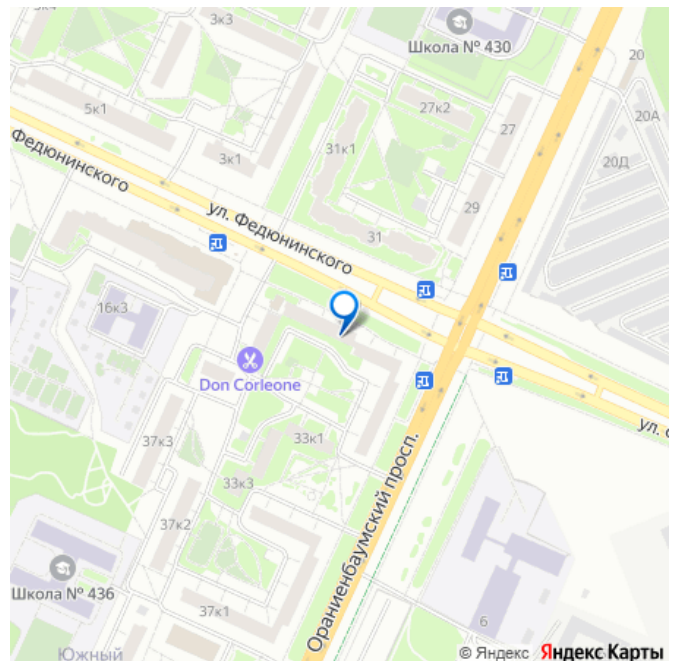 3к4
3к3
Школа № 430
20
5к1
27к2
20А
27
31к1
3к1
20Д
Федюнинского
ул. Федюнинского
29
31
16к3
Don Corleone
ул. Ф
37к3
33к1
33к3
37к2
Ораниенбаумский просп.
Школа № 436
37к1
6
Южный
© Яндекс Яндекс Карты